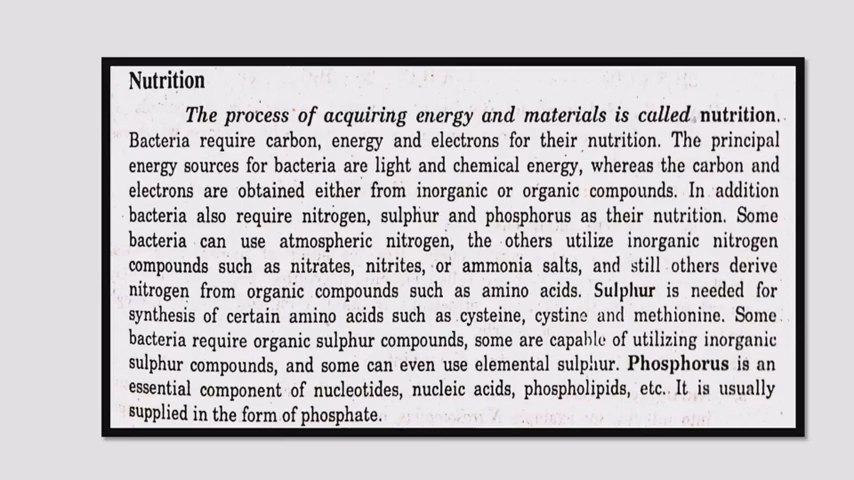 Nutrition
The process of acquiring energy and materials is called nutrition.
Bacteria require carbon, energy and electrons for their nutrition. The principal
energy sources for bacteria are light and chemical energy, whereas the carbon and
electrons are obtained either from inorganic or organic compounds. In addition
bacteria also require nitrogen, sulphur and phosphorus as their nutrition. Some
bacteria can use atmospheric nitrogen, the others utilize inorganic nitrogen
compounds such as nitrates, nitrites, or ammonia salts, and still others derive
nitrogen from organic compounds such as amino acids. Sulphur is needed for
synthesis of certain amino acids such as cysteine, cystine and methionine. Some
bacteria require organic sulphur compounds, some are capable of utilizing inorganic
sulphur compounds, and some can even use elemental sulphur. Phosphorus is an
essential component of nucleotides, nucleic acids, phospholipids, etc. It is usually
supplied in the form of phosphate.